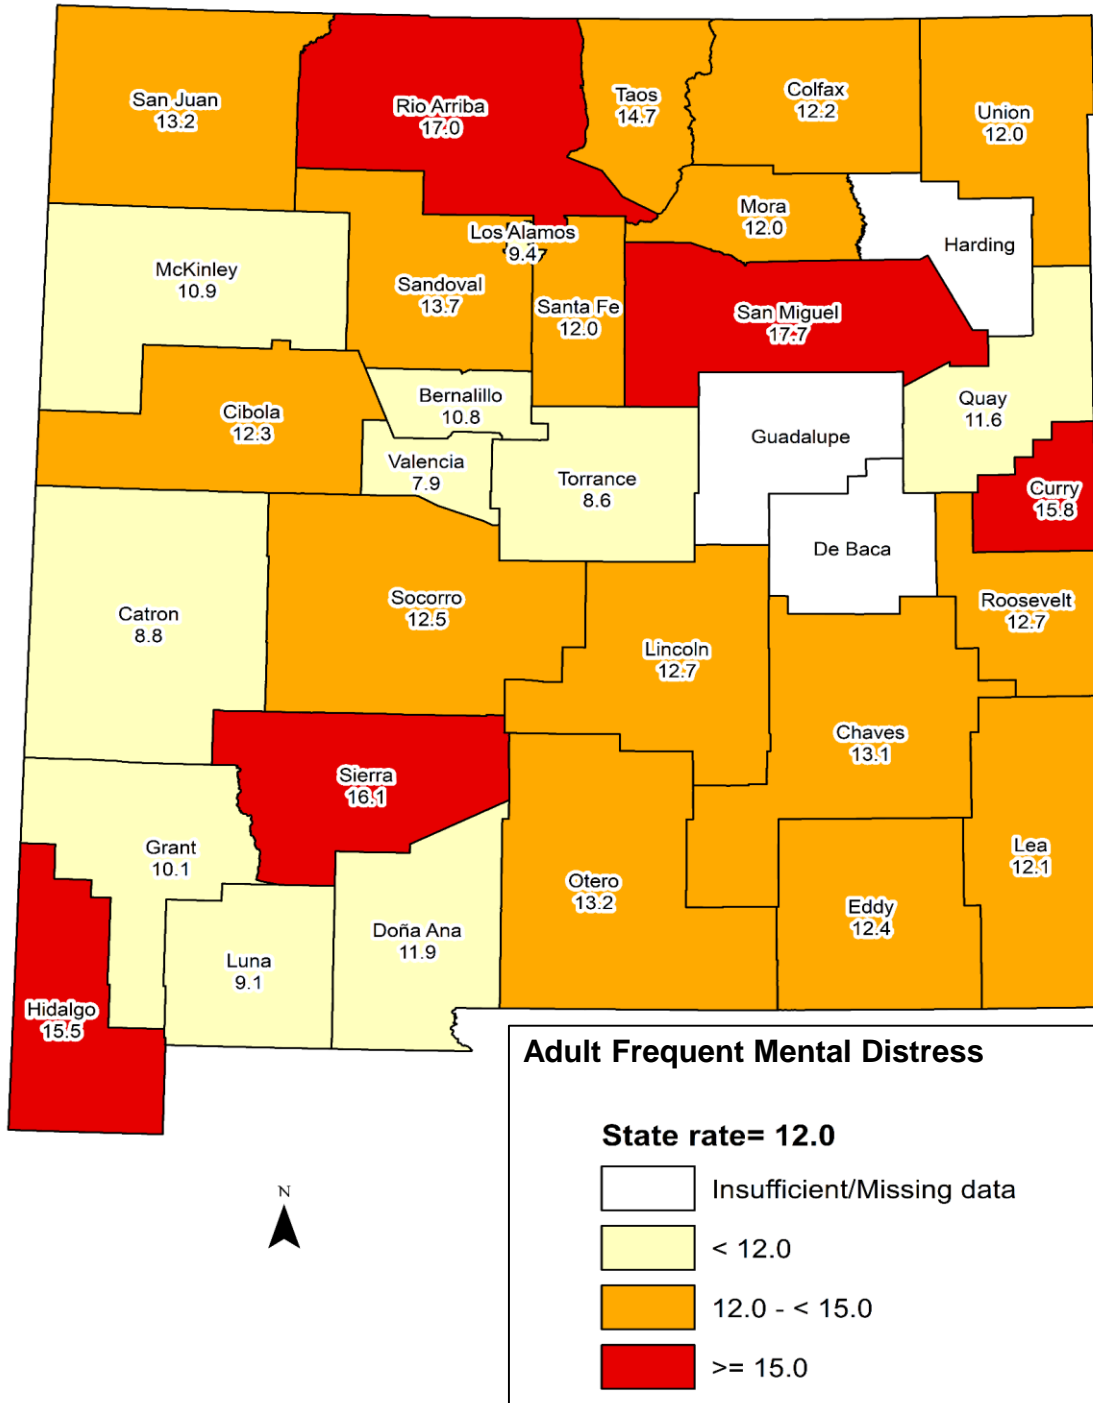 San Juan
13.2
Rio Arriba
17.0
Taos
14.7
Colfax
12.2
Union
12.0
Mora
12.0
Harding
Los Alamos
9.4
McKinley
10.9
Sandoval
13.7
Santa Fe
12.0
San Miguel
17.7
Bernalillo
10.8
Quay
11.6
Cibola
12.3
Guadalupe
Valencia
7.9
Torrance
8.6
Curry
15.8
De Baca
Catron
8.8
Socorro
12.5
Roosevelt
12.7
Lincoln
12.7
Chaves
13.1
Sierra
16.1
Grant
10.1
Lea
12.1
Otero
13.2
Eddy
12.4
Doña Ana
11.9
Luna
9.1
Hidalgo
15.5
Adult Frequent Mental Distress
State rate= 12.0
Insufficient/Missing data
< 12.0
12.0 - < 15.0
>= 15.0
N